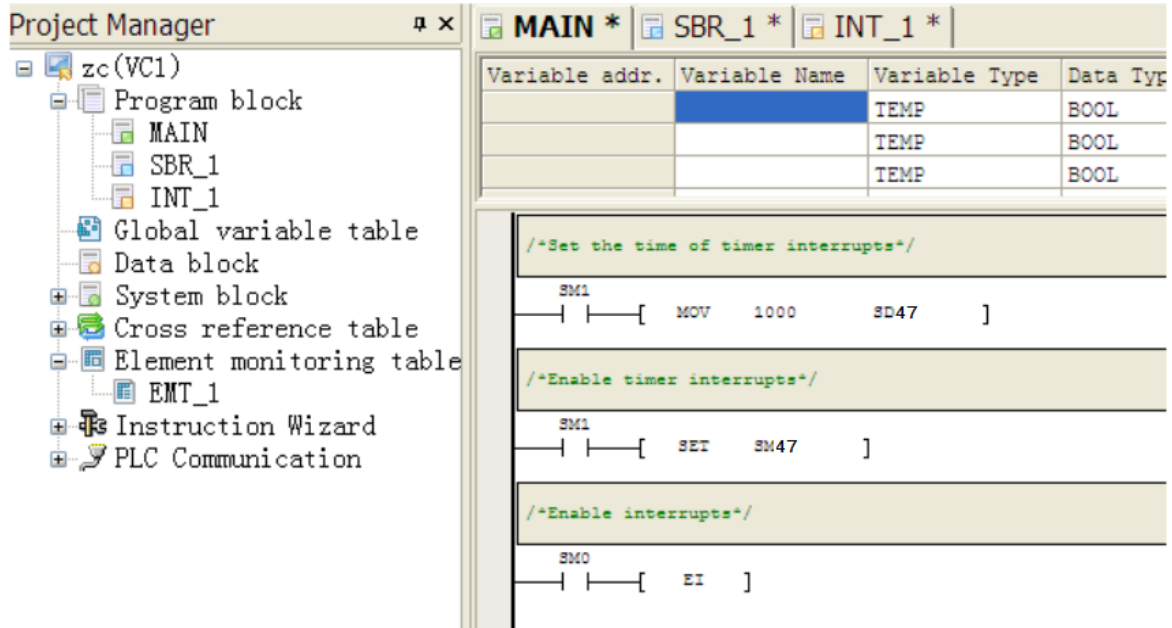 Project Manager
zc(VC1)
Program block
MAIN
SBR_1
INT_1
Global variable table
Data block
System block
Cross reference table
Element monitoring table
EMT_1
Instruction Wizard
PLC Communication
MAIN * SBR_1 * INT_1 *
Variable addr. Variable Name Variable Type Data Typ
TEMP BOOL
TEMP BOOL
TEMP BOOL
/*Set the time of timer interrupts*/
SM1
[ MOV 1000 SD47 ]
/*Enable timer interrupts*/
SM1
[ SET SM47 ]
/*Enable interrupts*/
SM0
[ EI ]